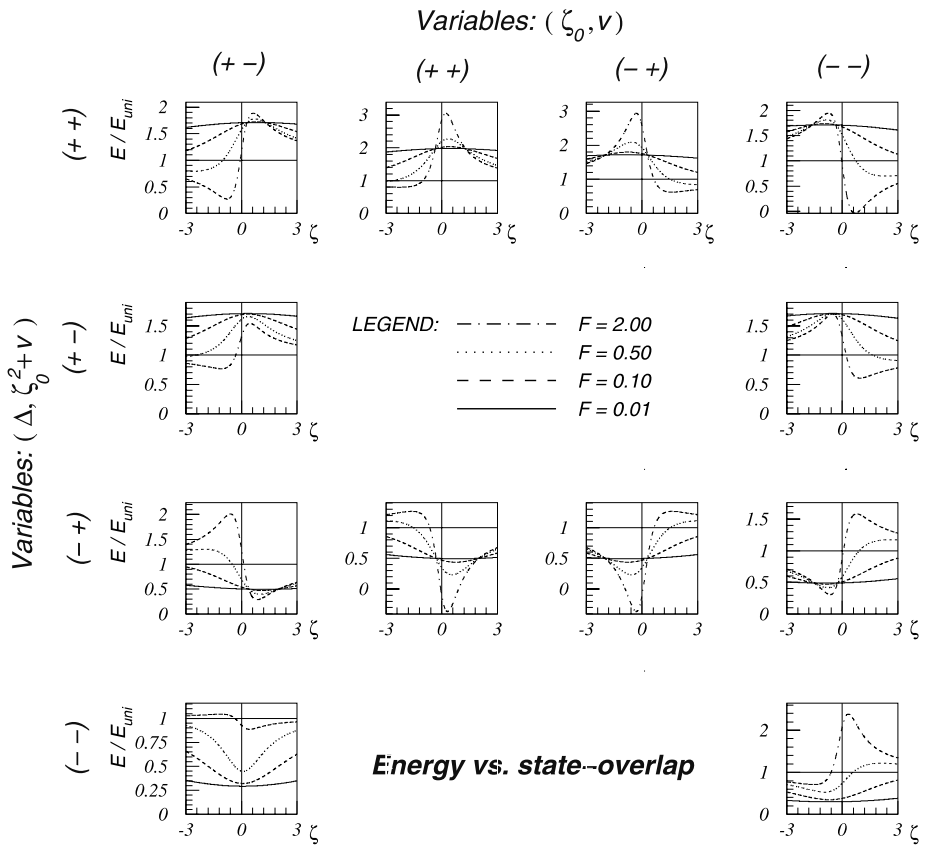 Variables: ( ζ0 , v )
(+ −) (+ +) (− +) (− −)
Variables: ( Δ, ζ0²+v )
(+ +)
E / Euni
2 1.5 1 0.5 0
-3 0 3 ζ
3 2 1 0
-3 0 3 ζ
3 2 1 0
-3 0 3 ζ
2 1.5 1 0.5 0
-3 0 3 ζ
(+ −)
E / Euni
1.5 1 0.5 0
-3 0 3 ζ
LEGEND:
F = 2.00
F = 0.50
F = 0.10
F = 0.01
1.5 1 0.5 0
-3 0 3 ζ
(− +)
E / Euni
2 1.5 1 0.5 0
-3 0 3 ζ
1 0.5 0
-3 0 3 ζ
1 0.5 0
-3 0 3 ζ
1.5 1 0.5 0
-3 0 3 ζ
(− −)
E / Euni
1 0.75 0.5 0.25
-3 0 3 ζ
Energy vs. state-overlap
2 1 0
-3 0 3 ζ